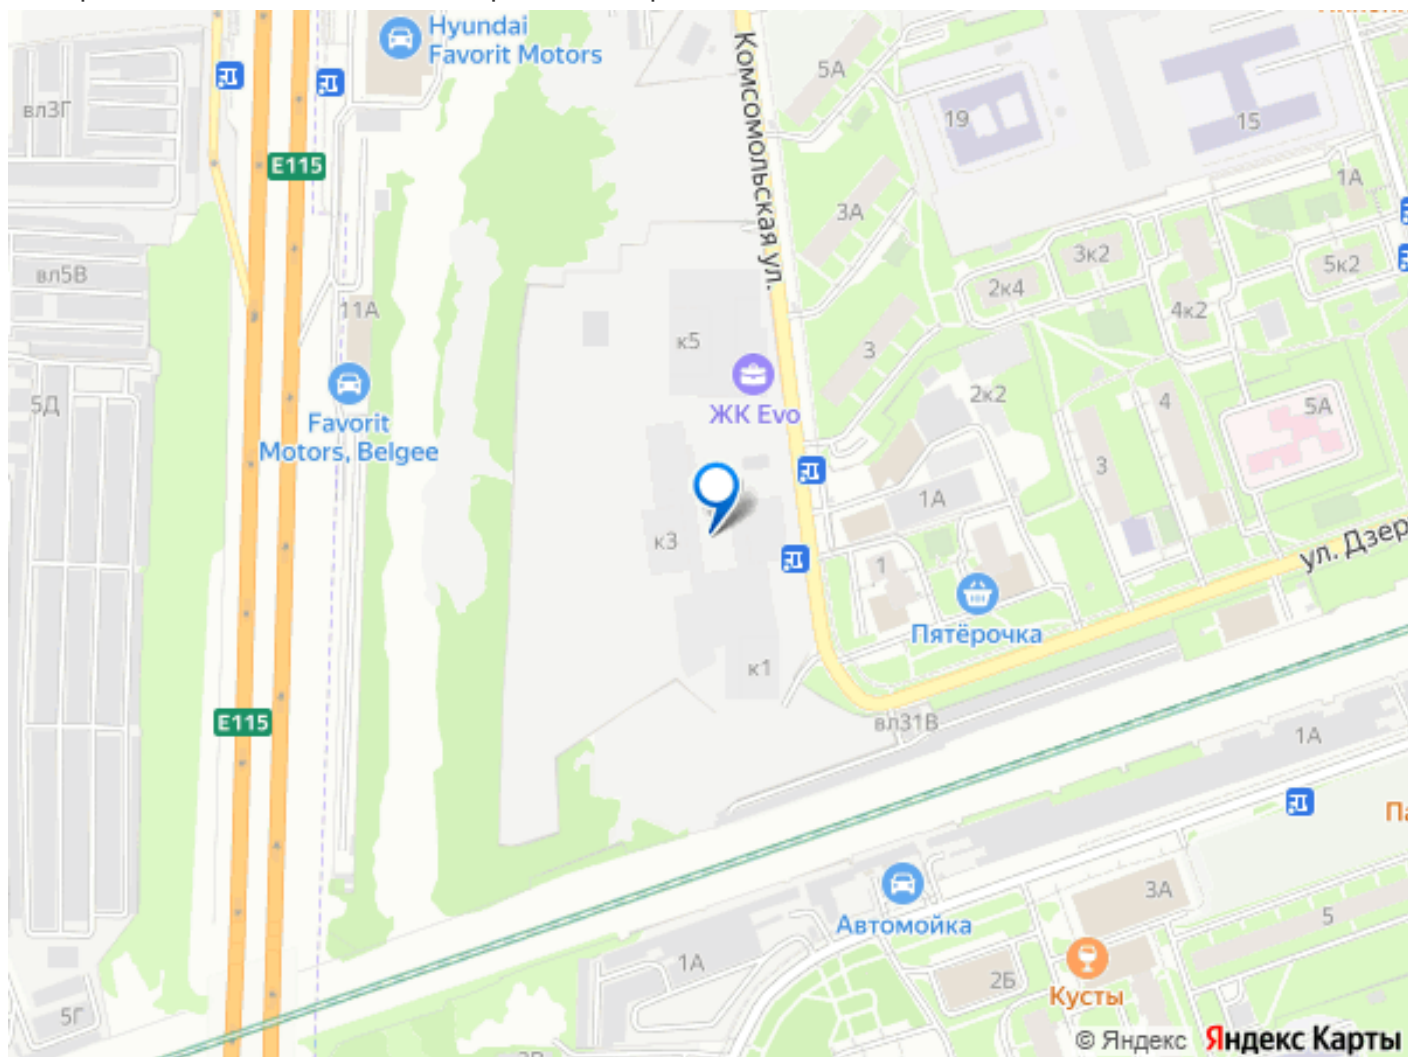 Hyundai
Favorit Motors
Комсомольская ул.
5А
19
15
вл3Г
E115
1А
3А
3к2
5к2
2к4
вл5В
11А
4к2
к5
3
2к2
4
5А
5Д
ЖК Evo
Favorit
Motors, Belgee
3
1А
ул. Дзер
к3
1
Пятёрочка
к1
E115
вл31В
1А
Па
3А
Автомойка
5
1А
2Б
Кусты
5Г
© Яндекс Яндекс Карты